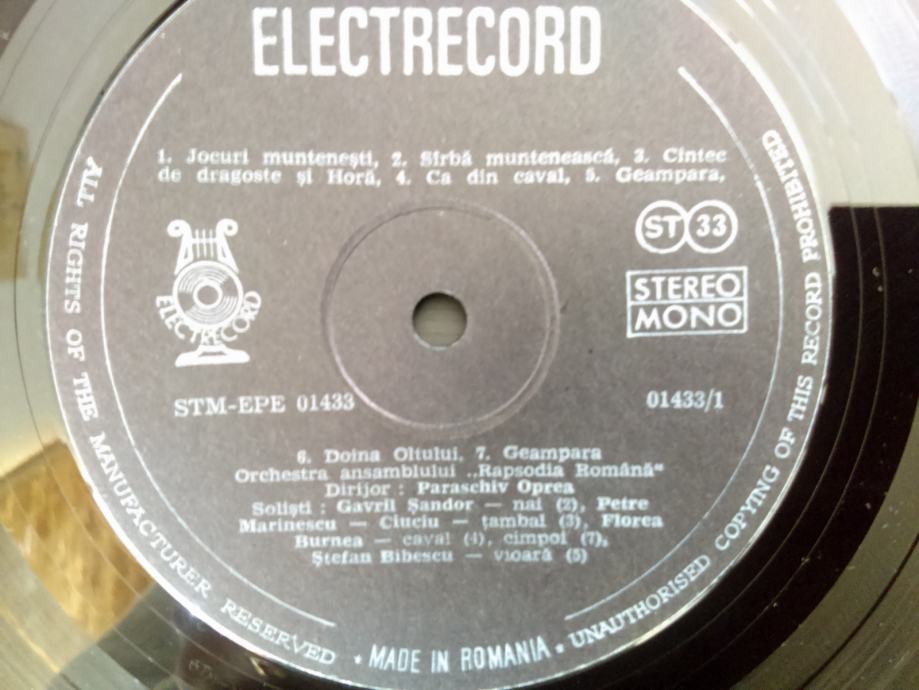 ELECTRECORD
1. Jocuri muntenești, 2. Sîrbă muntenească, 3. Cîntec
de dragoste și Horă, 4. Ca din caval, 5. Geampara,
ELECTRECORD
ST 33
STEREO
MONO
STM-EPE 01433
01433/1
6. Doina Oltului, 7. Geampara
Orchestra ansamblului „Rapsodia Română“
Dirijor : Paraschiv Oprea
Soliști : Gavril Șandor — nai (2), Petre
Marinescu — Ciuciu — țambal (3), Florea
Burnea — caval (4), cimpoi (7),
Ștefan Bibescu — vioară (5)
ALL RIGHTS OF THE MANUFACTURER RESERVED • MADE IN ROMANIA • UNAUTHORISED COPYING OF THIS RECORD PROHIBITED